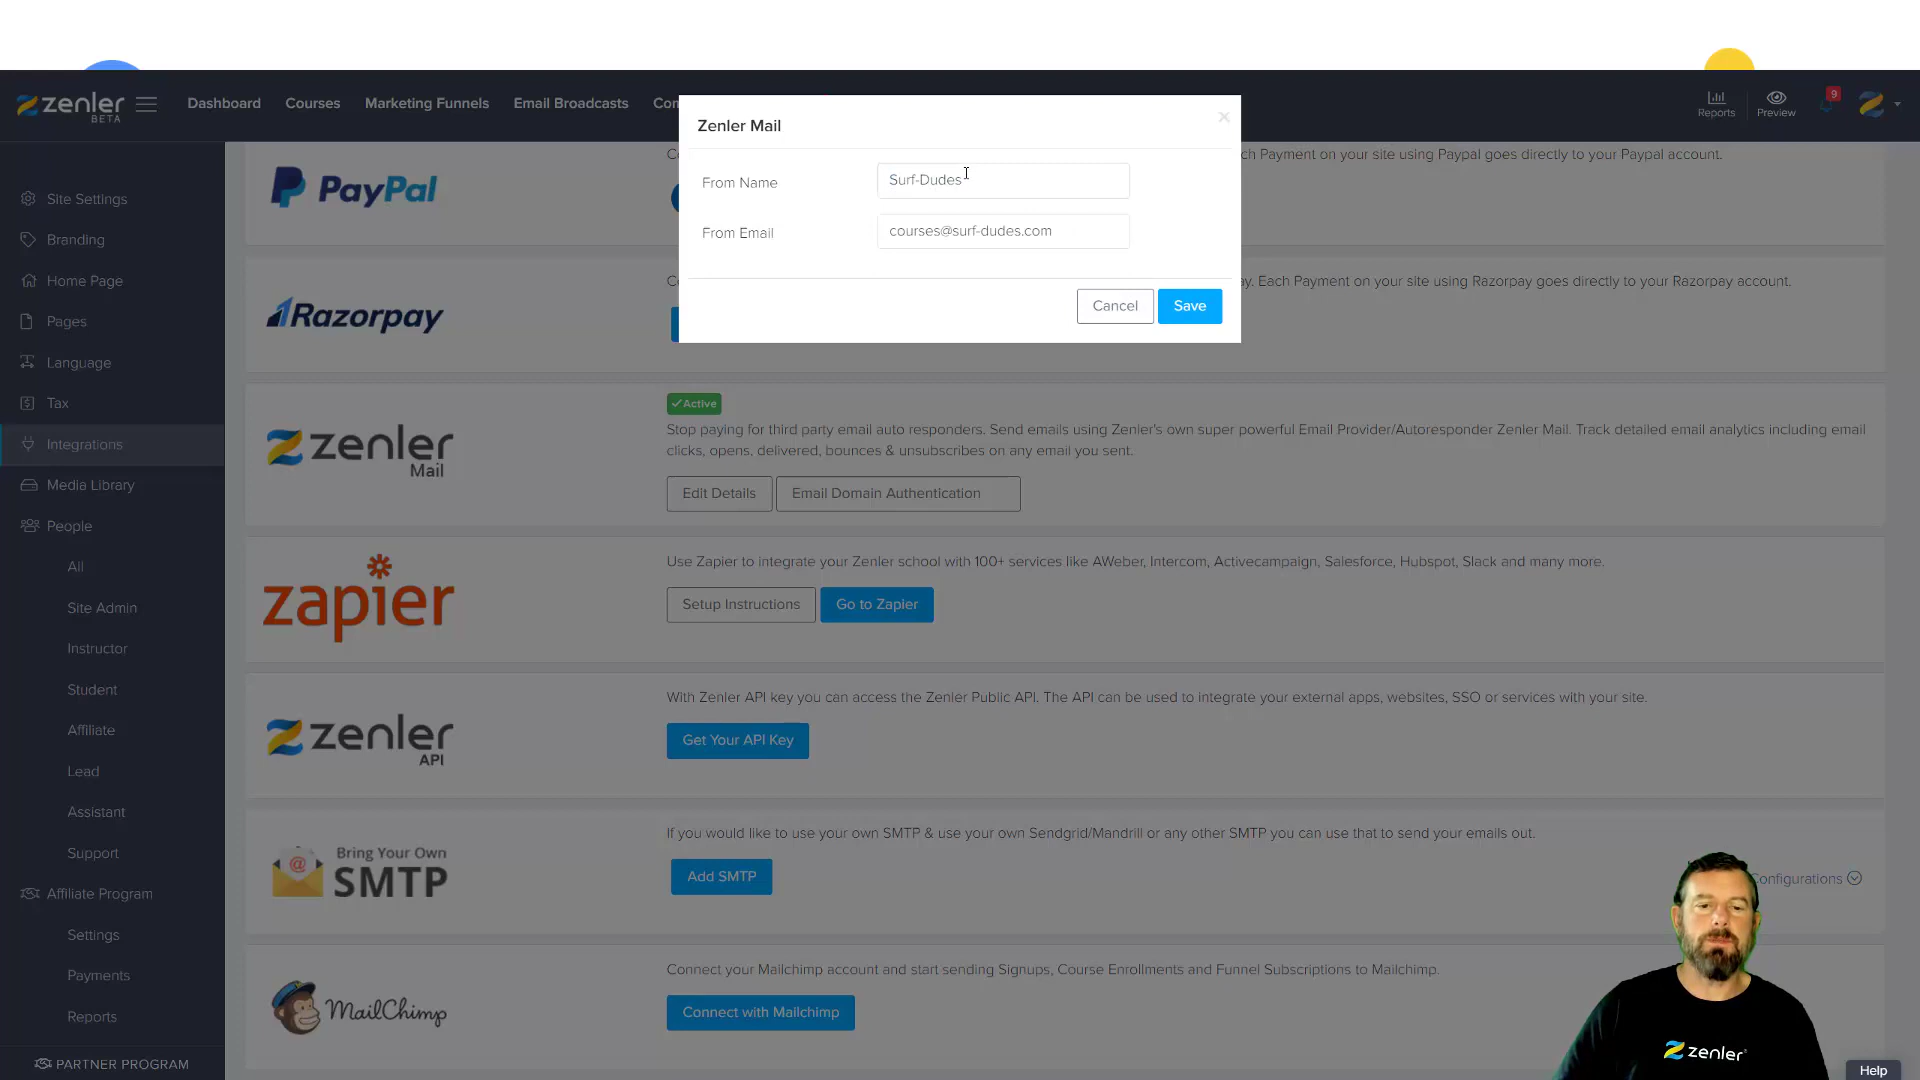 zenler
BETA
Dashboard
Courses
Marketing Funnels
Email Broadcasts
Reports
Preview
9
Zenler Mail
From Name
Surf-Dudes
From Email
courses@surf-dudes.com
Cancel
Save
Site Settings
Branding
Home Page
Pages
Language
Tax
Integrations
Media Library
People
All
Site Admin
Instructor
Student
Affiliate
Lead
Assistant
Support
Affiliate Program
Settings
Payments
Reports
PARTNER PROGRAM
PayPal
ch Payment on your site using Paypal goes directly to your Paypal account.
Razorpay
ay. Each Payment on your site using Razorpay goes directly to your Razorpay account.
zenler
Mail
Active
Stop paying for third party email auto responders. Send emails using Zenler's own super powerful Email Provider/Autoresponder Zenler Mail. Track detailed email analytics including email
clicks, opens, delivered, bounces & unsubscribes on any email you sent.
Edit Details
Email Domain Authentication
zapier
Use Zapier to integrate your Zenler school with 100+ services like AWeber, Intercom, Activecampaign, Salesforce, Hubspot, Slack and many more.
Setup Instructions
Go to Zapier
zenler
API
With Zenler API key you can access the Zenler Public API. The API can be used to integrate your external apps, websites, SSO or services with your site.
Get Your API Key
Bring Your Own
SMTP
If you would like to use your own SMTP & use your own Sendgrid/Mandrill or any other SMTP you can use that to send your emails out.
Add SMTP
Configurations
MailChimp
Connect your Mailchimp account and start sending Signups, Course Enrollments and Funnel Subscriptions to Mailchimp.
Connect with Mailchimp
zenler
Help